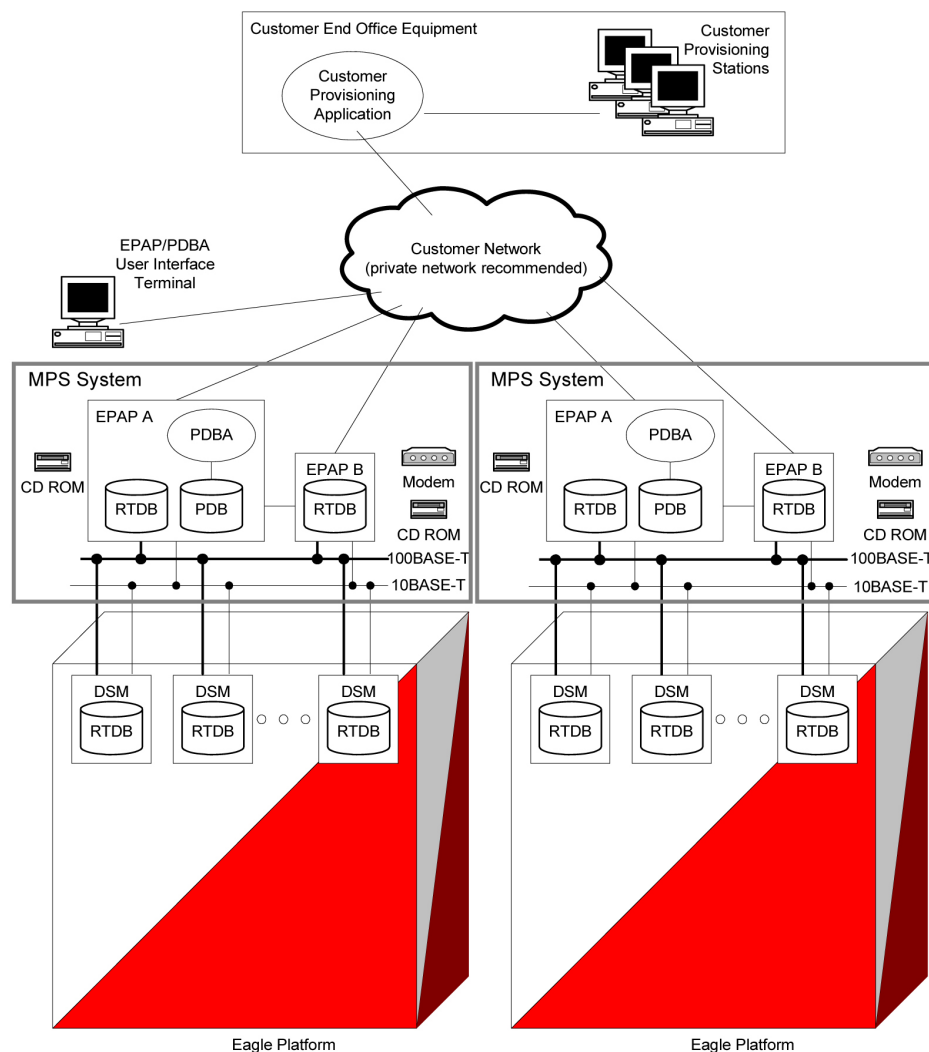 Customer End Office Equipment
Customer
Provisioning
Stations
Customer
Provisioning
Application
Customer Network
(private network recommended)
EPAP/PDBA
User Interface
Terminal
MPS System
EPAP A
PDBA
CD ROM
RTDB
PDB
EPAP B
RTDB
Modem
CD ROM
100BASE-T
10BASE-T
MPS System
EPAP A
PDBA
CD ROM
RTDB
PDB
EPAP B
RTDB
Modem
CD ROM
100BASE-T
10BASE-T
DSM
RTDB
DSM
RTDB
DSM
RTDB
DSM
RTDB
DSM
RTDB
DSM
RTDB
Eagle Platform
Eagle Platform